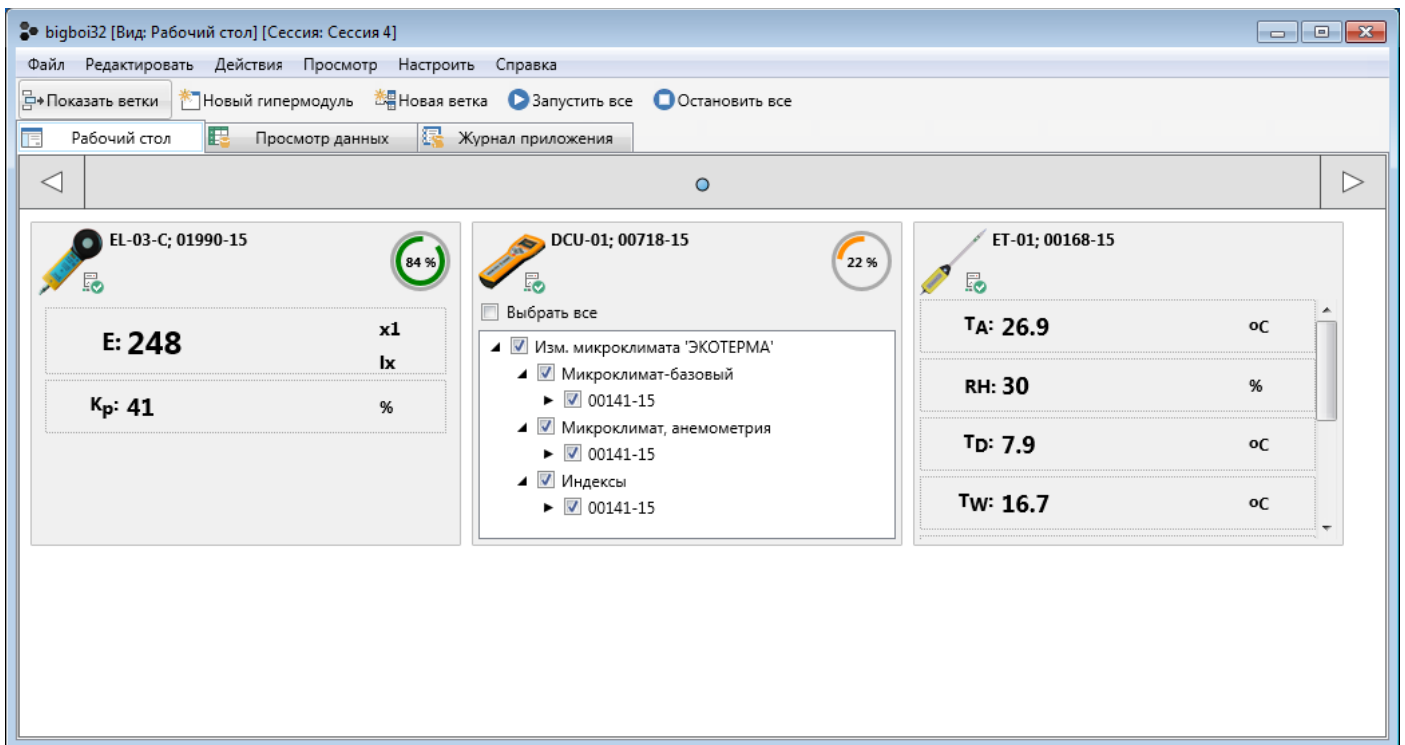 bigboi32 [Вид: Рабочий стол] [Сессия: Сессия 4]
Файл Редактировать Действия Просмотр Настроить Справка
Показать ветки Новый гипермодуль Новая ветка Запустить все Остановить все
Рабочий стол Просмотр данных Журнал приложения
EL-03-C; 01990-15
84 %
E: 248 x1
lx
Kp: 41 %
DCU-01; 00718-15
22 %
Выбрать все
Изм. микроклимата 'ЭКОТЕРМА'
Микроклимат-базовый
00141-15
Микроклимат, анемометрия
00141-15
Индексы
00141-15
ET-01; 00168-15
TA: 26.9 oC
RH: 30 %
TD: 7.9 oC
TW: 16.7 oC